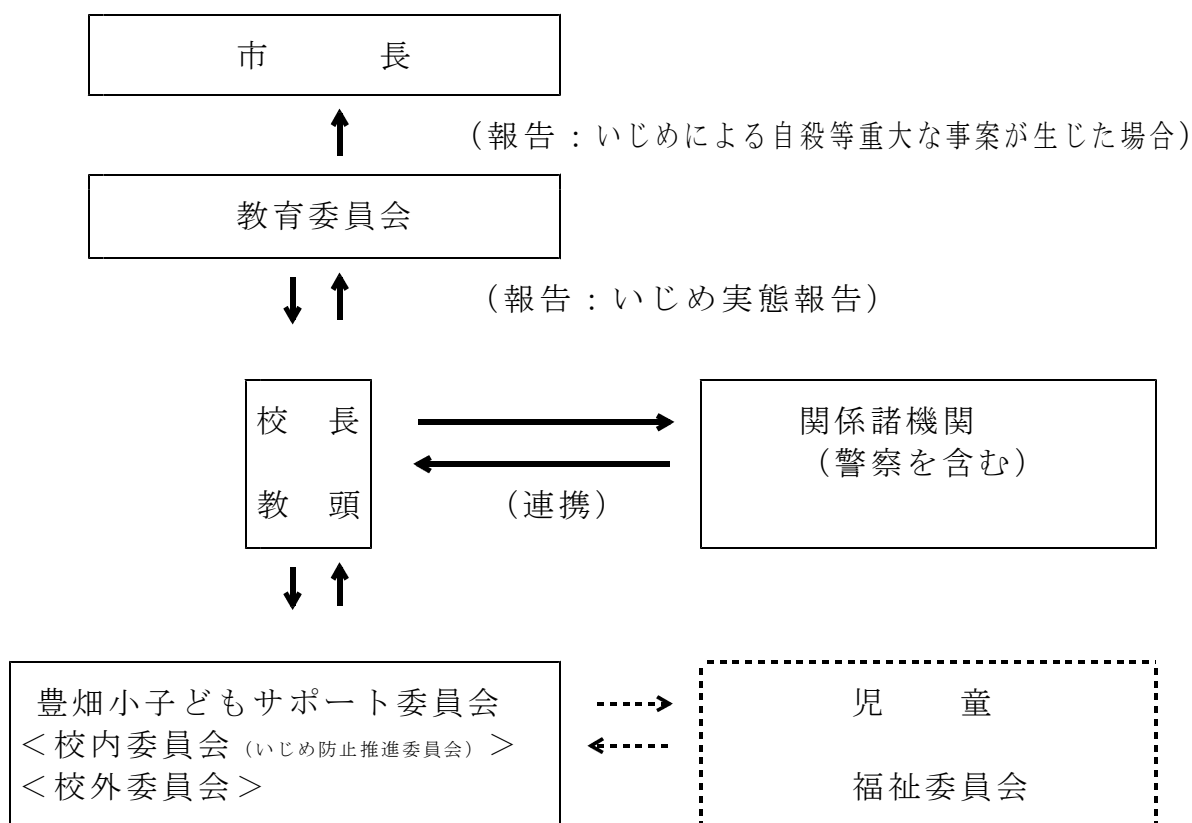 市　　　長
（報告：いじめによる自殺等重大な事案が生じた場合）
教育委員会
（報告：いじめ実態報告）
校　長
教　頭
（連携）
関係諸機関
（警察を含む）
豊畑小子どもサポート委員会
＜校内委員会（いじめ防止推進委員会）＞
＜校外委員会＞
児　　童
福祉委員会